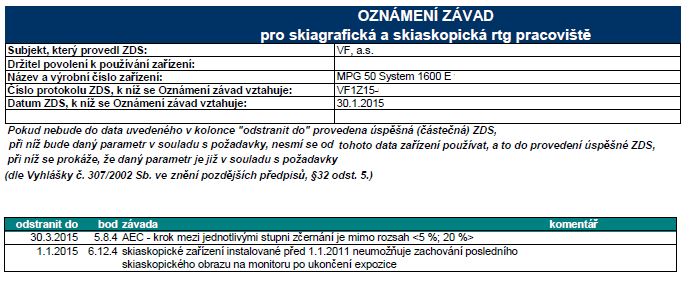 OZNÁMENÍ ZÁVAD
pro skiagrafická a skiaskopická rtg pracoviště
Subjekt, který provedl ZDS: VF, a.s.
Držitel povolení k používání zařízení:
Název a výrobní číslo zařízení: MPG 50 System 1600 E
Číslo protokolu ZDS, k níž se Oznámení závad vztahuje: VF1Z15-
Datum ZDS, k níž se Oznámení závad vztahuje: 30.1.2015
Pokud nebude do data uvedeného v kolonce "odstranit do" provedena úspěšná (částečná) ZDS,
při níž bude daný parametr v souladu s požadavky, nesmí se od tohoto data zařízení používat, a to do provedení úspěšné ZDS,
při níž se prokáže, že daný parametr je již v souladu s požadavky
(dle Vyhlášky č. 307/2002 Sb. ve znění pozdějších předpisů, §32 odst. 5.)
odstranit do bod závada komentář
30.3.2015 5.8.4 AEC - krok mezi jednotlivými stupni zčernání je mimo rozsah <5 %; 20 %>
1.1.2015 6.12.4 skiaskopické zařízení instalované před 1.1.2011 neumožňuje zachování posledního
skiaskopického obrazu na monitoru po ukončení expozice